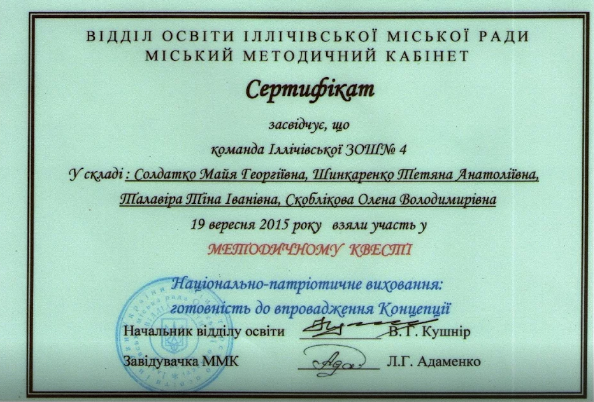 ВІДДІЛ ОСВІТИ ІЛЛІЧІВСЬКОЇ МІСЬКОЇ РАДИ
МІСЬКИЙ МЕТОДИЧНИЙ КАБІНЕТ
Сертифікат
засвідчує, що
команда Іллічівської ЗОШ№ 4
У складі : Солдатко Майя Георгіївна, Шинкаренко Тетяна Анатоліївна,
Талавіра Тіна Іванівна, Скоблікова Олена Володимирівна
19 вересня 2015 року взяли участь у
МЕТОДИЧНОМУ КВЕСТІ
Національно-патріотичне виховання:
готовність до впровадження Концепції
Начальник відділу освіти В.Г. Кушнір
Завідувачка ММК Л.Г. Адаменко